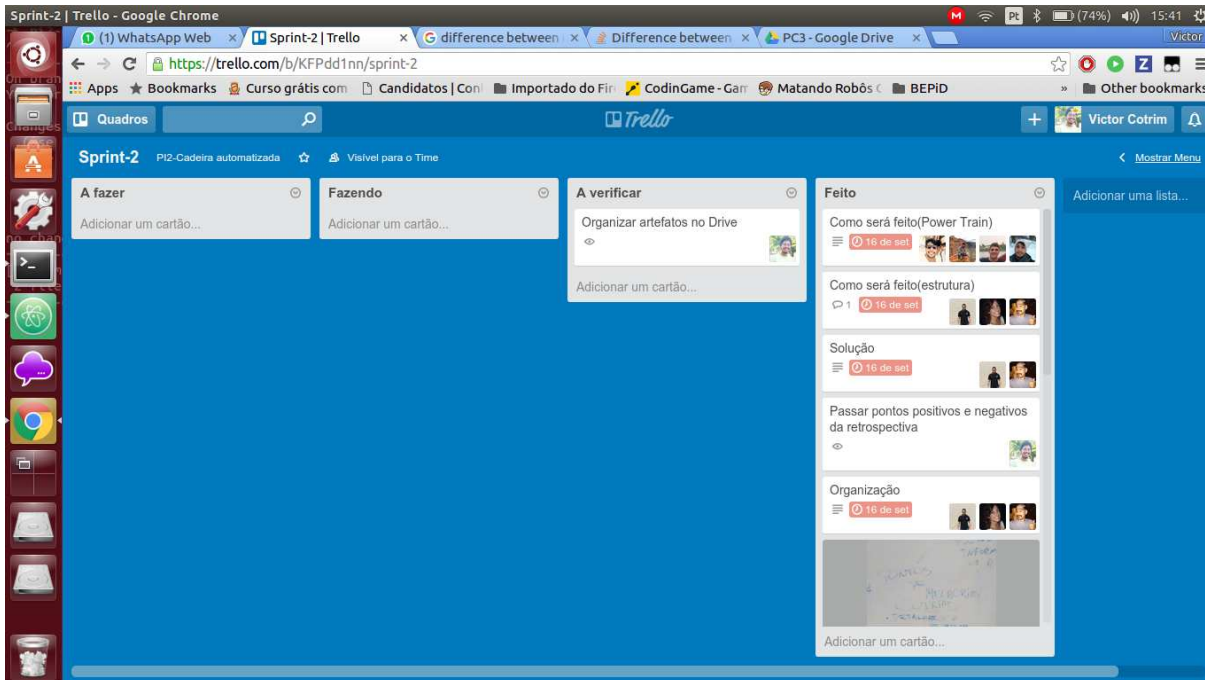 Sprint-2 | Trello - Google Chrome
M Pt (74%) 15:41
(1) WhatsApp Web × Sprint-2 | Trello × G difference between × Difference between × PC3 - Google Drive × Victor
https://trello.com/b/KFPdd1nn/sprint-2
Z
Apps Bookmarks Curso grátis com Candidatos | Con Importado do Fir CodinGame - Gam Matando Robôs C BEPiD » Other bookmarks
Quadros Trello + Victor Cotrim
Sprint-2 PI2-Cadeira automatizada Visível para o Time < Mostrar Menu
A fazer
Adicionar um cartão...
Fazendo
Adicionar um cartão...
A verificar
Organizar artefatos no Drive
Adicionar um cartão...
Feito
Como será feito(Power Train)
16 de set
Como será feito(estrutura)
1 16 de set
Solução
16 de set
Passar pontos positivos e negativos
da retrospectiva
Organização
16 de set
Adicionar um cartão...
Adicionar uma lista...